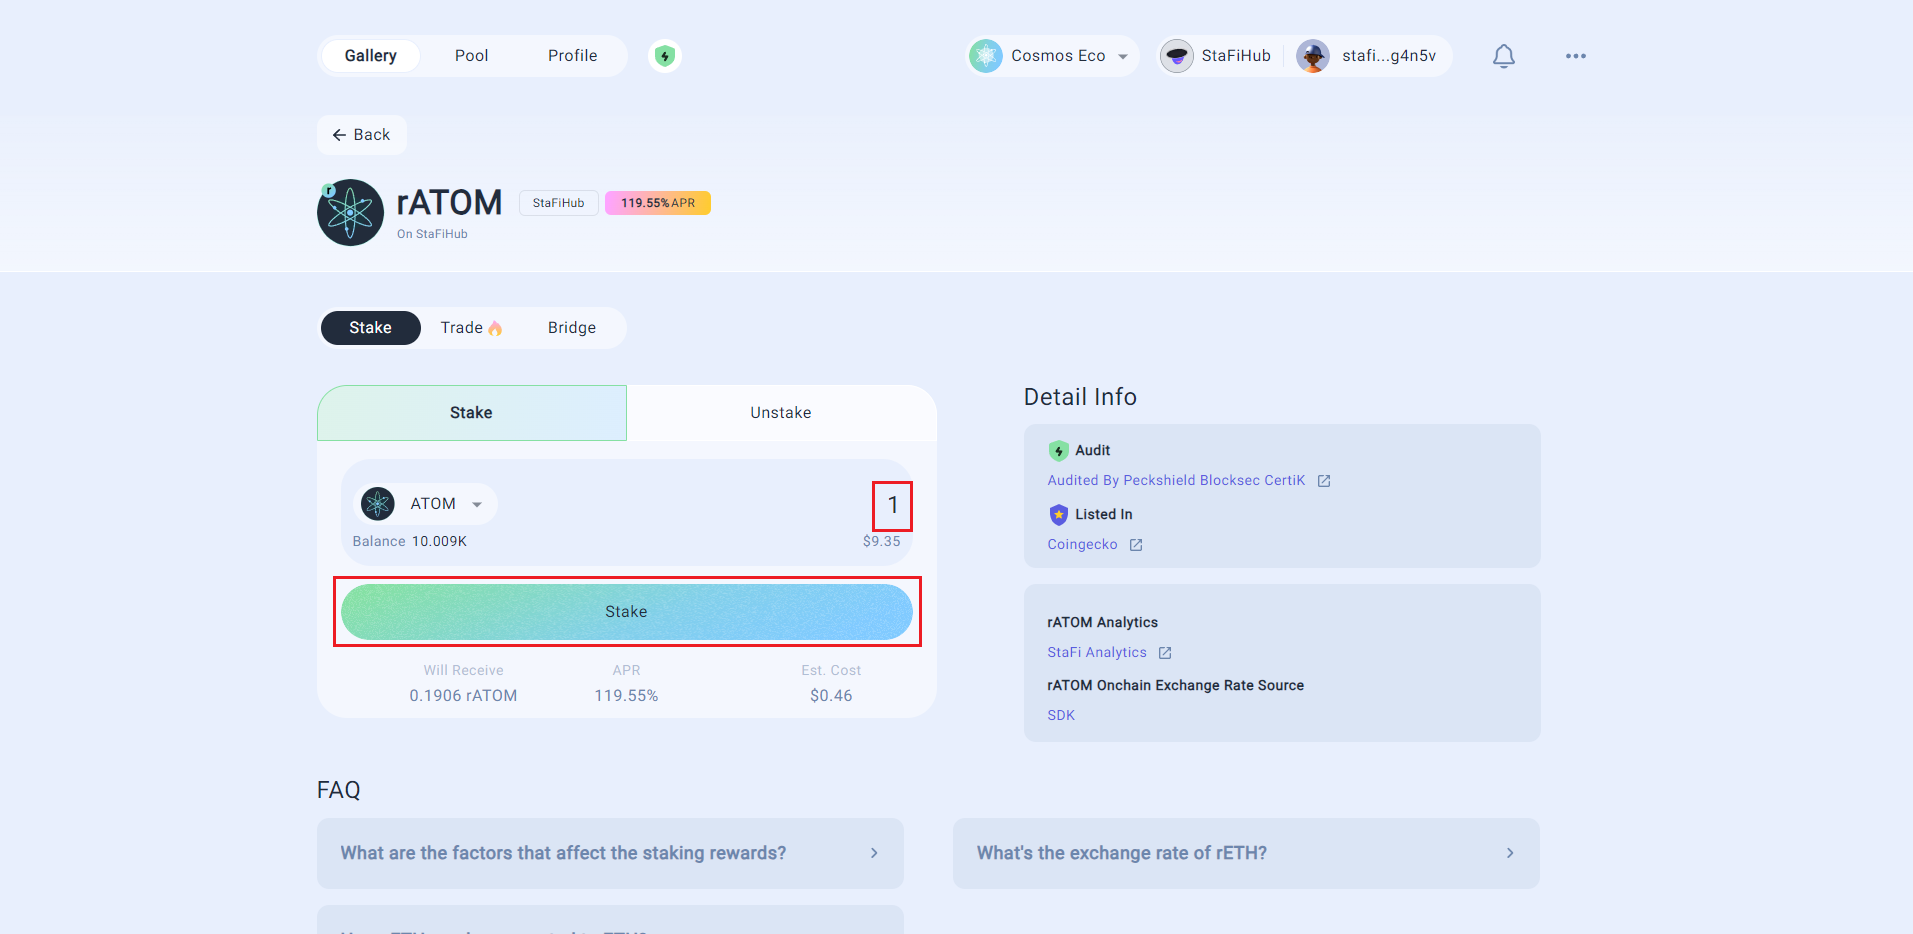 Gallery Pool Profile Cosmos Eco StaFiHub stafi...g4n5v
Back
r
rATOM StaFiHub 119.55% APR
On StaFiHub
Stake Trade Bridge
Stake Unstake
ATOM 1
Balance 10.009K $9.35
Stake
Will Receive APR Est. Cost
0.1906 rATOM 119.55% $0.46
Detail Info
Audit
Audited By Peckshield Blocksec CertiK
Listed In
Coingecko
rATOM Analytics
StaFi Analytics
rATOM Onchain Exchange Rate Source
SDK
FAQ
What are the factors that affect the staking rewards?
What's the exchange rate of rETH?